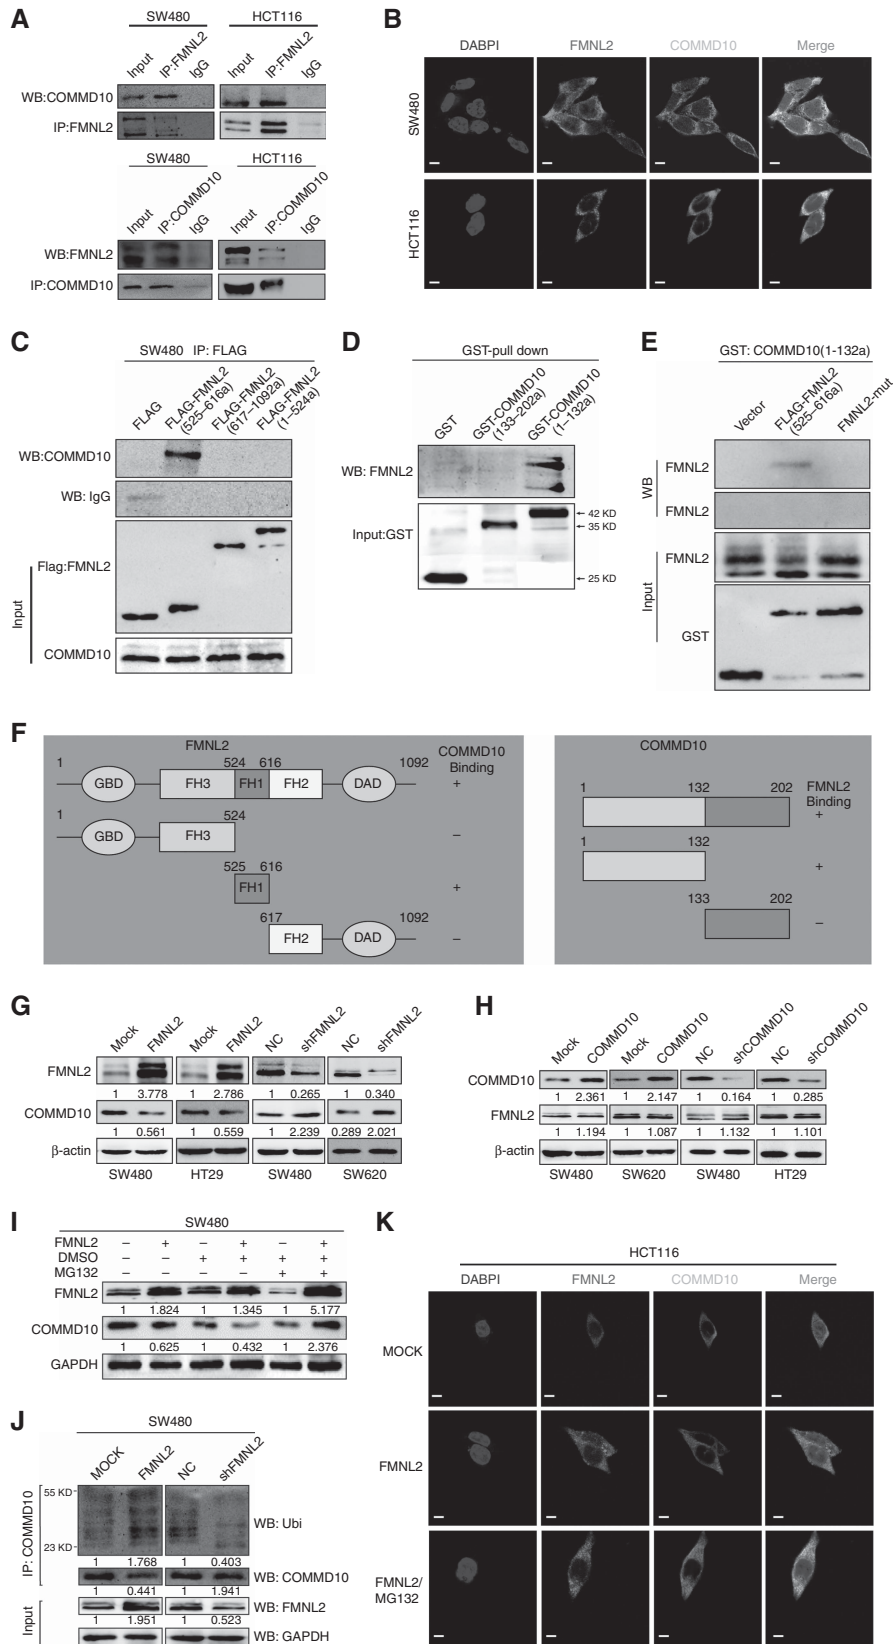 A
SW480 HCT116
Input IP:FMNL2 IgG Input IP:FMNL2 IgG
WB:COMMD10
IP:FMNL2
SW480 HCT116
Input IP:COMMD10 IgG Input IP:COMMD10 IgG
WB:FMNL2
IP:COMMD10
B
DABPI FMNL2 COMMD10 Merge
SW480
HCT116
C
SW480 IP: FLAG
FLAG FLAG-FMNL2 (525–616a) FLAG-FMNL2 (617–1092a) FLAG-FMNL2 (1–524a)
WB:COMMD10
WB: IgG
Flag:FMNL2
Input
COMMD10
D
GST-pull down
GST GST-COMMD10 (133–202a) GST-COMMD10 (1–132a)
WB: FMNL2
Input:GST
← 42 KD
← 35 KD
← 25 KD
E
GST: COMMD10(1-132a)
Vector FLAG-FMNL2 (525–616a) FMNL2-mut
WB
FMNL2
FMNL2
Input
FMNL2
GST
F
FMNL2
1 524 616 1092 COMMD10 Binding
GBD FH3 FH1 FH2 DAD +
1 524
GBD FH3 –
525 616
FH1 +
617 1092
FH2 DAD –
COMMD10
1 132 202 FMNL2 Binding
+
1 132
+
133 202
–
G
Mock FMNL2 Mock FMNL2 NC shFMNL2 NC shFMNL2
FMNL2
1 3.778 1 2.786 1 0.265 1 0.340
COMMD10
1 0.561 1 0.559 1 2.239 0.289 2.021
β-actin
SW480 HT29 SW480 SW620
H
Mock COMMD10 Mock COMMD10 NC shCOMMD10 NC shCOMMD10
COMMD10
1 2.361 1 2.147 1 0.164 1 0.285
FMNL2
1 1.194 1 1.087 1 1.132 1 1.101
β-actin
SW480 SW620 SW480 HT29
I
SW480
FMNL2 – + – + – +
DMSO – – + + + +
MG132 – – – – + +
FMNL2
1 1.824 1 1.345 1 5.177
COMMD10
1 0.625 1 0.432 1 2.376
GAPDH
J
SW480
MOCK FMNL2 NC shFMNL2
IP: COMMD10
55 KD
23 KD
WB: Ubi
1 1.768 1 0.403
WB: COMMD10
1 0.441 1 1.941
Input
WB: FMNL2
1 1.951 1 0.523
WB: GAPDH
K
HCT116
DABPI FMNL2 COMMD10 Merge
MOCK
FMNL2
FMNL2/
MG132